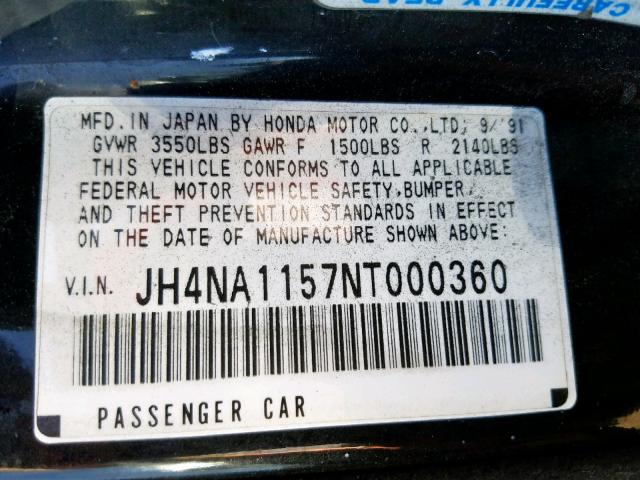 CAREFULLY READ
MFD. IN JAPAN BY HONDA MOTOR CO., LTD; 9/'91
GVWR 3550LBS GAWR F 1500LBS R 2140LBS
THIS VEHICLE CONFORMS TO ALL APPLICABLE
FEDERAL MOTOR VEHICLE SAFETY, BUMPER,
AND THEFT PREVENTION STANDARDS IN EFFECT
ON THE DATE OF MANUFACTURE SHOWN ABOVE:
V.I.N. JH4NA1157NT000360
PASSENGER CAR